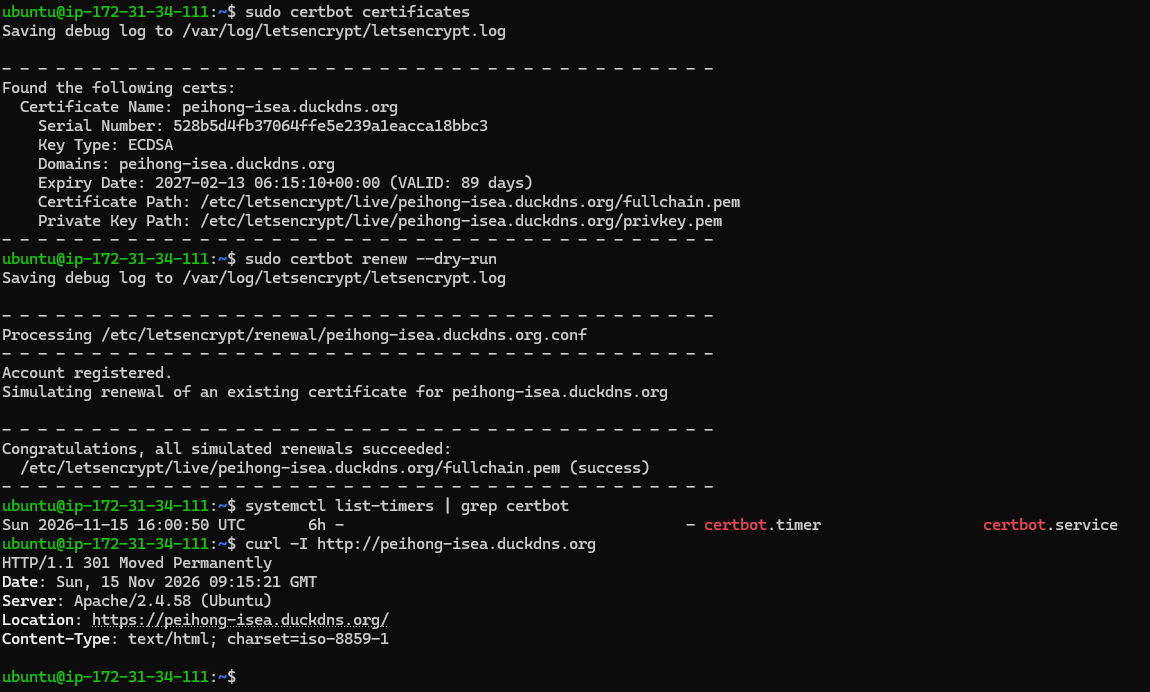 ubuntu@ip-172-31-34-111:~$ sudo certbot certificates
Saving debug log to /var/log/letsencrypt/letsencrypt.log
- - - - - - - - - - - - - - - - - - - - - - - - - - - - - - - - - - - - - - - -
Found the following certs:
  Certificate Name: peihong-isea.duckdns.org
    Serial Number: 528b5d4fb37064ffe5e239a1eacca18bbc3
    Key Type: ECDSA
    Domains: peihong-isea.duckdns.org
    Expiry Date: 2027-02-13 06:15:10+00:00 (VALID: 89 days)
    Certificate Path: /etc/letsencrypt/live/peihong-isea.duckdns.org/fullchain.pem
    Private Key Path: /etc/letsencrypt/live/peihong-isea.duckdns.org/privkey.pem
- - - - - - - - - - - - - - - - - - - - - - - - - - - - - - - - - - - - - - - -
ubuntu@ip-172-31-34-111:~$ sudo certbot renew --dry-run
Saving debug log to /var/log/letsencrypt/letsencrypt.log
- - - - - - - - - - - - - - - - - - - - - - - - - - - - - - - - - - - - - - - -
Processing /etc/letsencrypt/renewal/peihong-isea.duckdns.org.conf
- - - - - - - - - - - - - - - - - - - - - - - - - - - - - - - - - - - - - - - -
Account registered.
Simulating renewal of an existing certificate for peihong-isea.duckdns.org
- - - - - - - - - - - - - - - - - - - - - - - - - - - - - - - - - - - - - - - -
Congratulations, all simulated renewals succeeded:
  /etc/letsencrypt/live/peihong-isea.duckdns.org/fullchain.pem (success)
- - - - - - - - - - - - - - - - - - - - - - - - - - - - - - - - - - - - - - - -
ubuntu@ip-172-31-34-111:~$ systemctl list-timers | grep certbot
Sun 2026-11-15 16:00:50 UTC       6h -                                      - certbot.timer                  certbot.service
ubuntu@ip-172-31-34-111:~$ curl -I http://peihong-isea.duckdns.org
HTTP/1.1 301 Moved Permanently
Date: Sun, 15 Nov 2026 09:15:21 GMT
Server: Apache/2.4.58 (Ubuntu)
Location: https://peihong-isea.duckdns.org/
Content-Type: text/html; charset=iso-8859-1
ubuntu@ip-172-31-34-111:~$